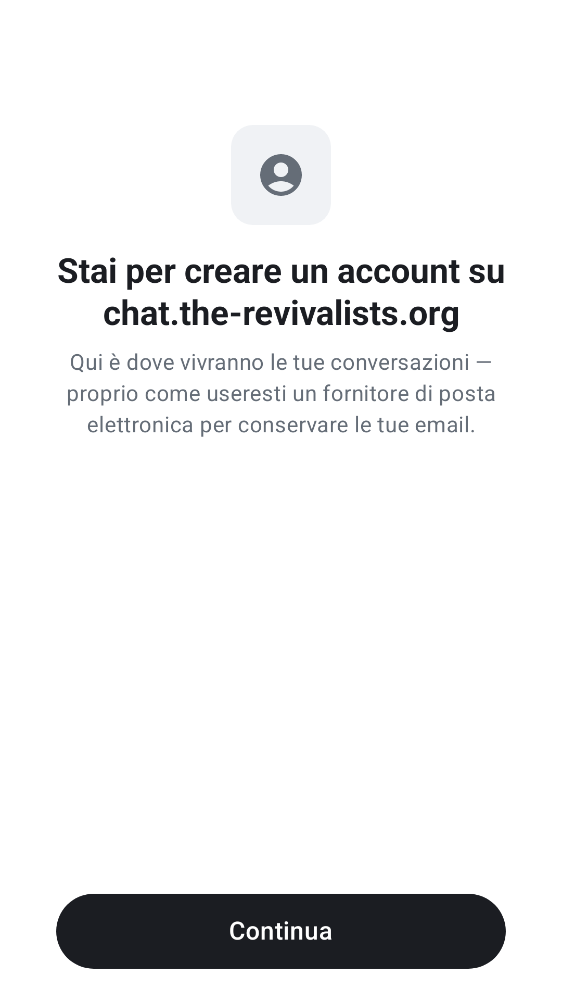 Stai per creare un account su
chat.the-revivalists.org
Qui è dove vivranno le tue conversazioni —
proprio come useresti un fornitore di posta
elettronica per conservare le tue email.
Continua